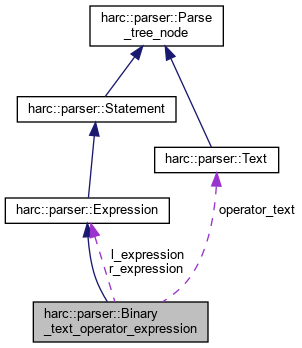 harc::parser::Parse
_tree_node
harc::parser::Statement
harc::parser::Text
harc::parser::Expression
operator_text
l_expression
r_expression
harc::parser::Binary
_text_operator_expression